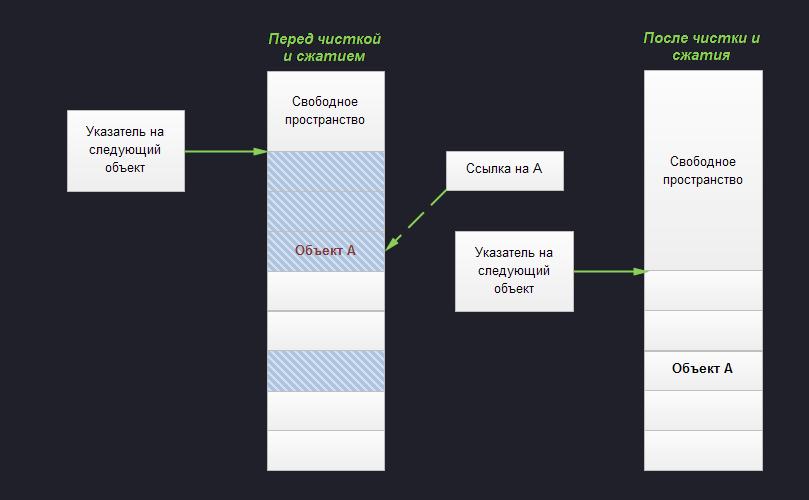 Перед чисткой
и сжатием
Свободное
пространство
Указатель на
следующий
объект
Объект А
Ссылка на А
Указатель на
следующий
объект
После чистки и
сжатия
Свободное
пространство
Объект А